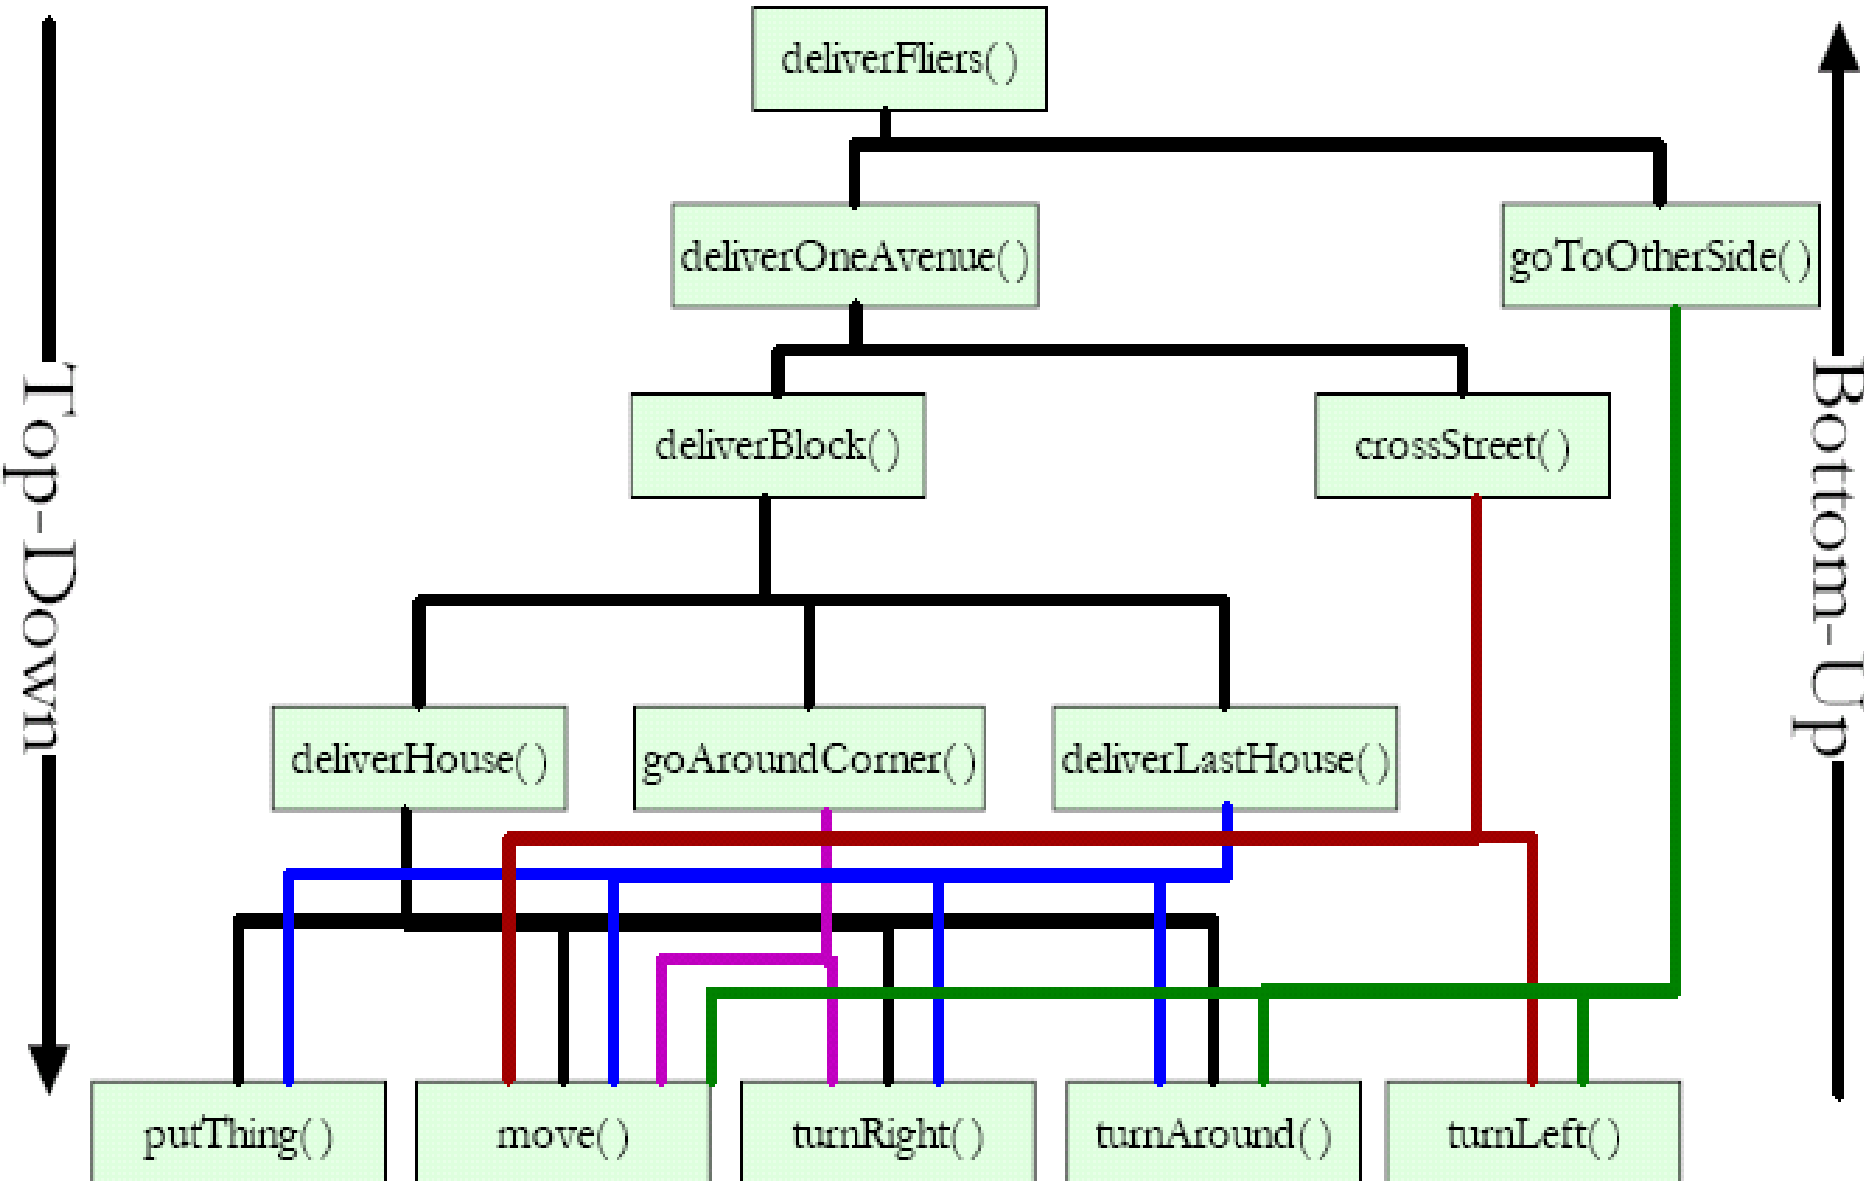 deliverFliers()
deliverOneAvenue()
goToOtherSide()
Top-Down
Bottom-Up
deliverBlock()
crossStreet()
deliverHouse()
goAroundCorner()
deliverLastHouse()
putThing()
move()
turnRight()
turnAround()
turnLeft()